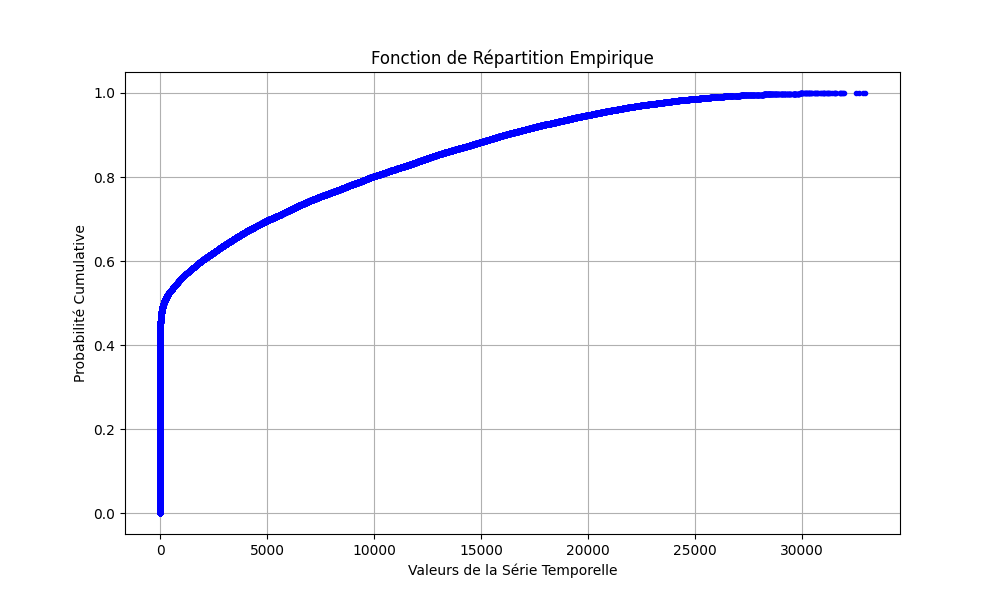 Fonction de Répartition Empirique
1.0
0.8
0.6
0.4
0.2
0.0
Probabilité Cumulative
0 5000 10000 15000 20000 25000 30000
Valeurs de la Série Temporelle